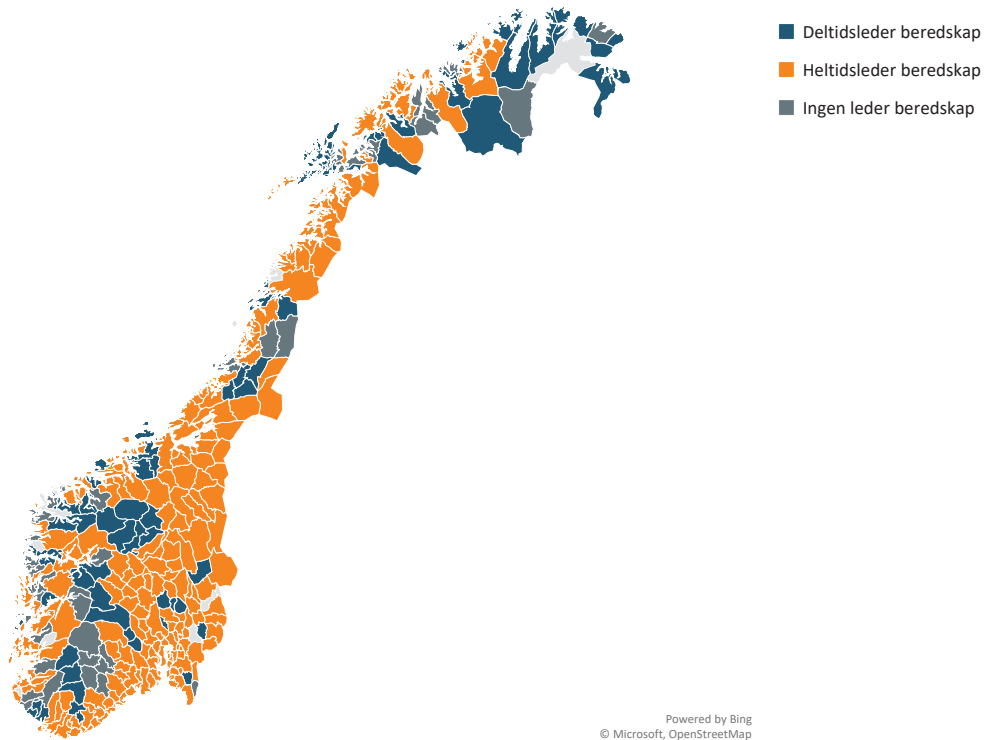 Deltidsleder beredskap
Heltidsleder beredskap
Ingen leder beredskap
Powered by Bing
© Microsoft, OpenStreetMap